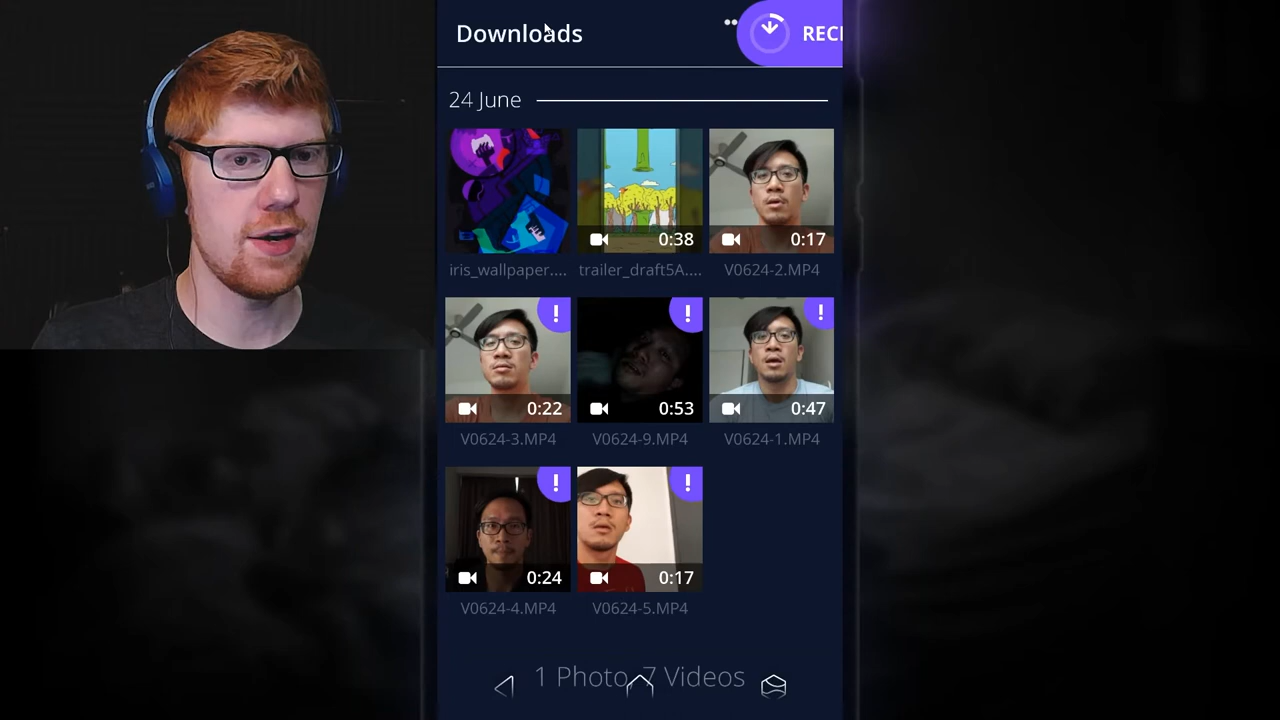 Downloads
RECI
24 June
0:38
0:17
iris_wallpaper....
trailer_draft5A....
V0624-2.MP4
!
!
!
0:22
0:53
0:47
V0624-3.MP4
V0624-9.MP4
V0624-1.MP4
!
!
0:24
0:17
V0624-4.MP4
V0624-5.MP4
1 Photo, 7 Videos